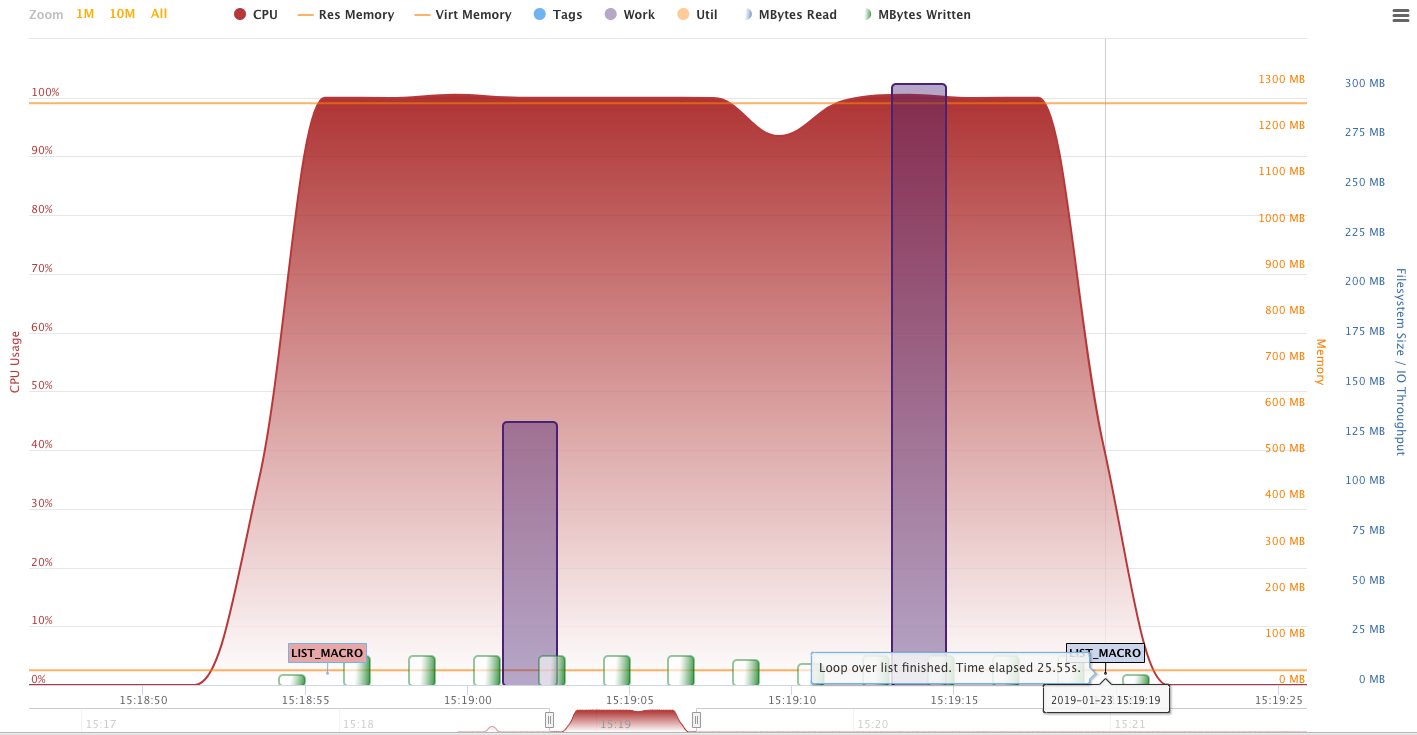 Zoom 1M 10M All
CPU Res Memory Virt Memory Tags Work Util MBytes Read MBytes Written
100%
90%
80%
70%
60%
50%
40%
30%
20%
10%
0%
CPU Usage
1300 MB
1200 MB
1100 MB
1000 MB
900 MB
800 MB
700 MB
600 MB
500 MB
400 MB
300 MB
200 MB
100 MB
0 MB
Memory
300 MB
275 MB
250 MB
225 MB
200 MB
175 MB
150 MB
125 MB
100 MB
75 MB
50 MB
25 MB
0 MB
Filesystem Size / IO Throughput
LIST_MACRO
LIST_MACRO
Loop over list finished. Time elapsed 25.55s.
2019-01-23 15:19:19
15:18:50 15:18:55 15:19:00 15:19:05 15:19:10 15:19:15 15:19:25
15:17 15:18 15:19 15:20 15:21